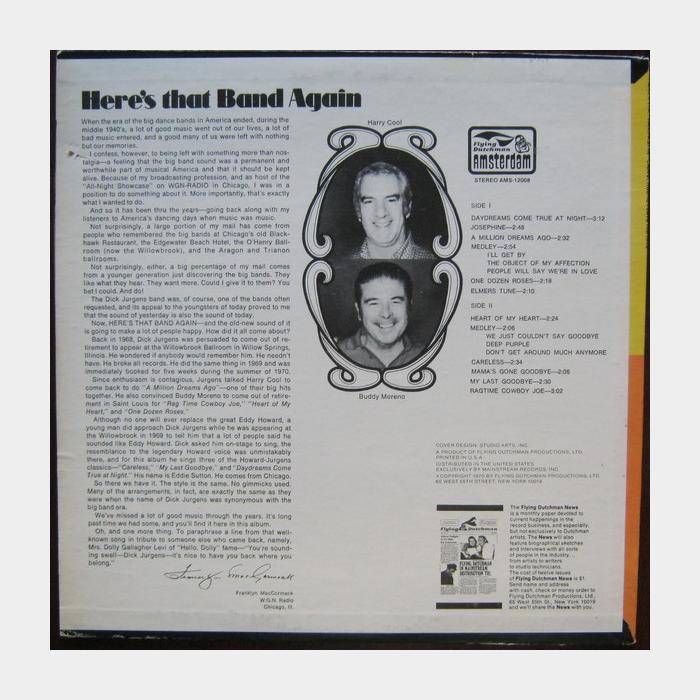 Here's that Band Again
When the era of the big dance bands in America ended, during the
middle 1940's, a lot of good music went out of our lives, a lot of
bad music entered, and a good many of us were left with nothing
but our memories.
I confess, however, to being left with something more than nos-
talgia—a feeling that the big band sound was a permanent and
worthwhile part of musical America and that it should be kept
alive. Because of my broadcasting profession, and as host of the
"All-Night Showcase" on WGN-RADIO in Chicago, I was in a
position to do something about it. More importantly, that's exactly
what I wanted to do.
And so it has been thru the years—going back along with my
listeners to America's dancing days when music was music.
Not surprisingly, a large portion of my mail has come from
people who remembered the big bands at Chicago's old Black-
hawk Restaurant, the Edgewater Beach Hotel, the O'Henry Ball-
room (now the Willowbrook), and the Aragon and Trianon
ballrooms.
Not surprisingly, either, a big percentage of my mail comes
from a younger generation just discovering the big bands. They
like what they hear. They want more. Could I give it to them? You
bet I could. And do!
The Dick Jurgens band was, of course, one of the bands often
requested, and its appeal to the youngsters of today proved to me
that the sound of yesterday is also the sound of today.
Now, HERE'S THAT BAND AGAIN—and the old-new sound of it
is going to make a lot of people happy. How did it all come about?
Back in 1968, Dick Jurgens was persuaded to come out of re-
tirement to appear at the Willowbrook Ballroom in Willow Springs,
Illinois. He wondered if anybody would remember him. He needn't
have. He broke all records. He did the same thing in 1969 and was
immediately booked for five weeks during the summer of 1970.
Since enthusiasm is contagious, Jurgens talked Harry Cool to
come back to do "A Million Dreams Ago"—one of their big hits
together. He also convinced Buddy Moreno to come out of retire-
ment in Saint Louis for "Rag Time Cowboy Joe," "Heart of My
Heart," and "One Dozen Roses."
Although no one will ever replace the great Eddy Howard, a
young man did approach Dick Jurgens while he was appearing at
the Willowbrook in 1969 to tell him that a lot of people said he
sounded like Eddy Howard. Dick asked him on-stage to sing, the
resemblance to the legendary Howard voice was unmistakably
there, and for this album he sings three of the Howard-Jurgens
classics—"Careless," "My Last Goodbye," and "Daydreams Come
True at Night." His name is Eddie Sutton. He comes from Chicago.
So there we have it. The style is the same. No gimmicks used.
Many of the arrangements, in fact, are exactly the same as they
were when the name of Dick Jurgens was synonymous with the
big band era.
We've missed a lot of good music through the years. It's long
past time we had some, and you'll find it here in this album.
Oh, and one more thing. To paraphrase a line from that well-
known song in tribute to someone else who came back, namely,
Mrs. Dolly Gallagher Levi of "Hello, Dolly" fame—"You're sound-
ing swell—Dick Jurgens—it's nice to have you back where you
belong."
Franklyn MacCormack
W.G.N. Radio
Chicago, Ill.
Harry Cool
Buddy Moreno
Flying
Dutchman
Amsterdam
STEREO AMS-12008
SIDE I
DAYDREAMS COME TRUE AT NIGHT—3:12
JOSEPHINE—2:48
A MILLION DREAMS AGO—2:32
MEDLEY—2:54
I'LL GET BY
THE OBJECT OF MY AFFECTION
PEOPLE WILL SAY WE'RE IN LOVE
ONE DOZEN ROSES—2:18
ELMERS TUNE—2:10
SIDE II
HEART OF MY HEART—2:24
MEDLEY—2:06
WE JUST COULDN'T SAY GOODBYE
DEEP PURPLE
DON'T GET AROUND MUCH ANYMORE
CARELESS—2:34
MAMA'S GONE GOODBYE—2:06
MY LAST GOODBYE—2:30
RAGTIME COWBOY JOE—3:02
COVER DESIGN: STUDIO ARTS, INC.
A PRODUCT OF FLYING DUTCHMAN PRODUCTIONS, LTD.
PRINTED IN U.S.A
DISTRIBUTED IN THE UNITED STATES
EXCLUSIVELY BY MAINSTREAM RECORDS, INC.
© COPYRIGHT 1970 BY FLYING DUTCHMAN PRODUCTIONS, LTD.
65 WEST 55TH STREET, NEW YORK 10019
Flying Dutchman
FLYING DUTCHMAN
IN MAINSTREAM
DISTRIBUTION TIE
The Flying Dutchman News
is a monthly paper devoted to
current happenings in the
record business, and especially,
but not exclusively to Dutchman
artists. The News will also
feature biographical sketches
and interviews with all sorts
of people in the industry...
from artists to writers
to studio technicians.
The cost of twelve issues
of Flying Dutchman News is $1.
Send name and address
with cash, check or money order to
Flying Dutchman Productions, Ltd.,
65 West 55th St., New York 10019
and we'll share the News with you.